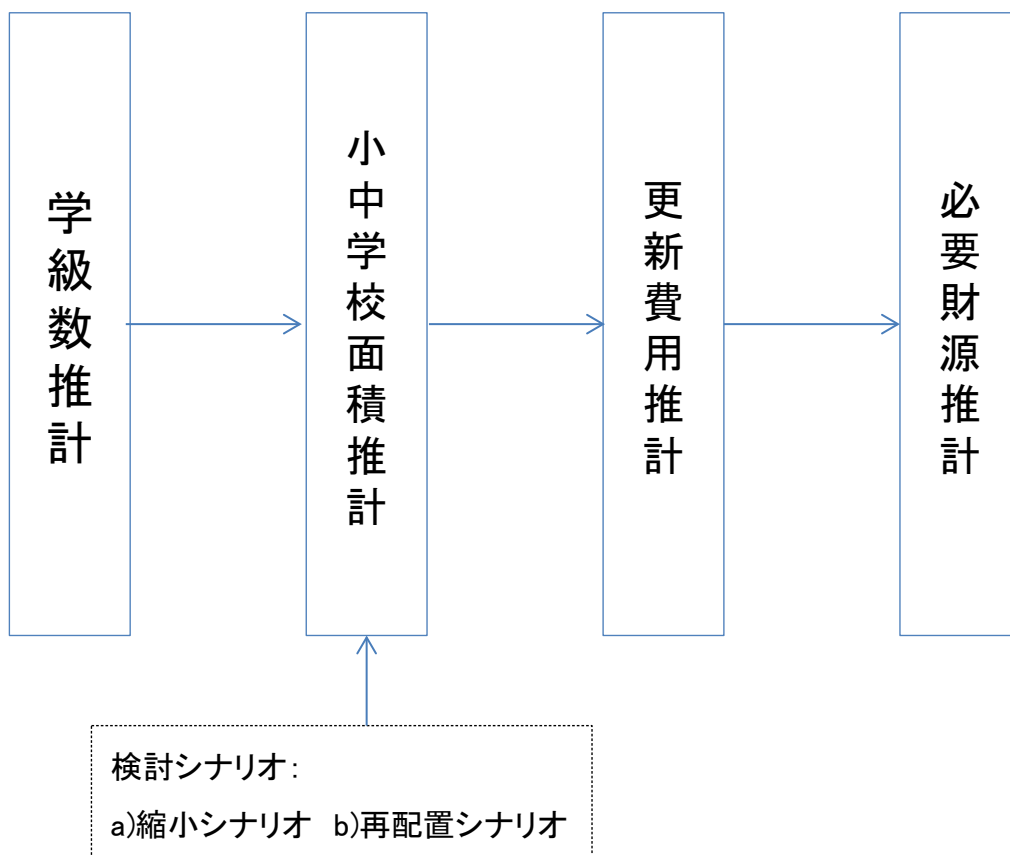 学級数推計
小中学校面積推計
更新費用推計
必要財源推計
検討シナリオ：
a)縮小シナリオ b)再配置シナリオ